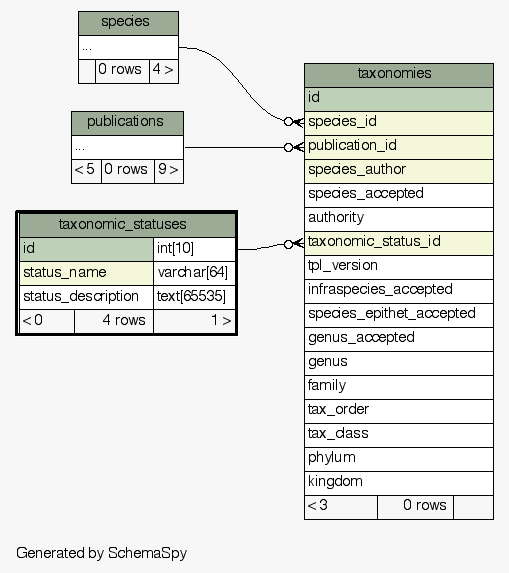 species
...
0 rows 4 >
publications
...
< 5 0 rows 9 >
taxonomic_statuses
id int[10]
status_name varchar[64]
status_description text[65535]
< 0 4 rows 1 >
taxonomies
id
species_id
publication_id
species_author
species_accepted
authority
taxonomic_status_id
tpl_version
infraspecies_accepted
species_epithet_accepted
genus_accepted
genus
family
tax_order
tax_class
phylum
kingdom
< 3 0 rows
Generated by SchemaSpy